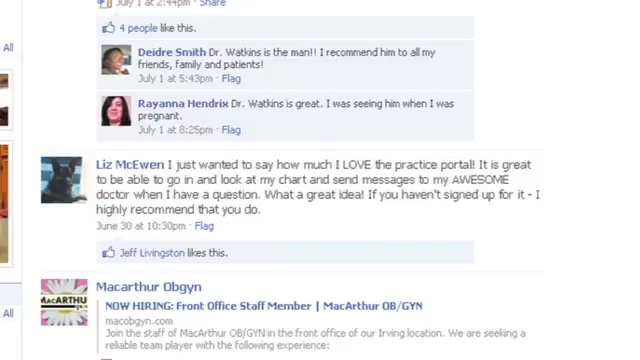 July 1 at 2:44pm · Share
4 people like this.
All
Deidre Smith Dr. Watkins is the man!! I recommend him to all my
friends, family and patients!
July 1 at 5:43pm · Flag
Rayanna Hendrix Dr. Watkins is great. I was seeing him when I was
pregnant.
July 1 at 8:25pm · Flag
Liz McEwen I just wanted to say how much I LOVE the practice portal! It is great
to be able to go in and look at my chart and send messages to my AWESOME
doctor when I have a question. What a great idea! If you haven't signed up for it - I
highly recommend that you do.
June 30 at 10:30pm · Flag
Jeff Livingston likes this.
Macarthur Obgyn
MACARTHUR
NOW HIRING: Front Office Staff Member | MacArthur OB/GYN
All
macobgyn.com
Join the staff of MacArthur OB/GYN in the front office of our Irving location. We are seeking a
reliable team player with the following experience: